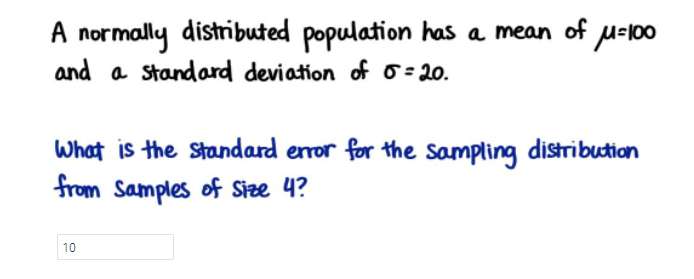 A normally distributed population has a mean of μ=100
and a standard deviation of σ=20.
What is the standard error for the sampling distribution
from samples of size 4?
10